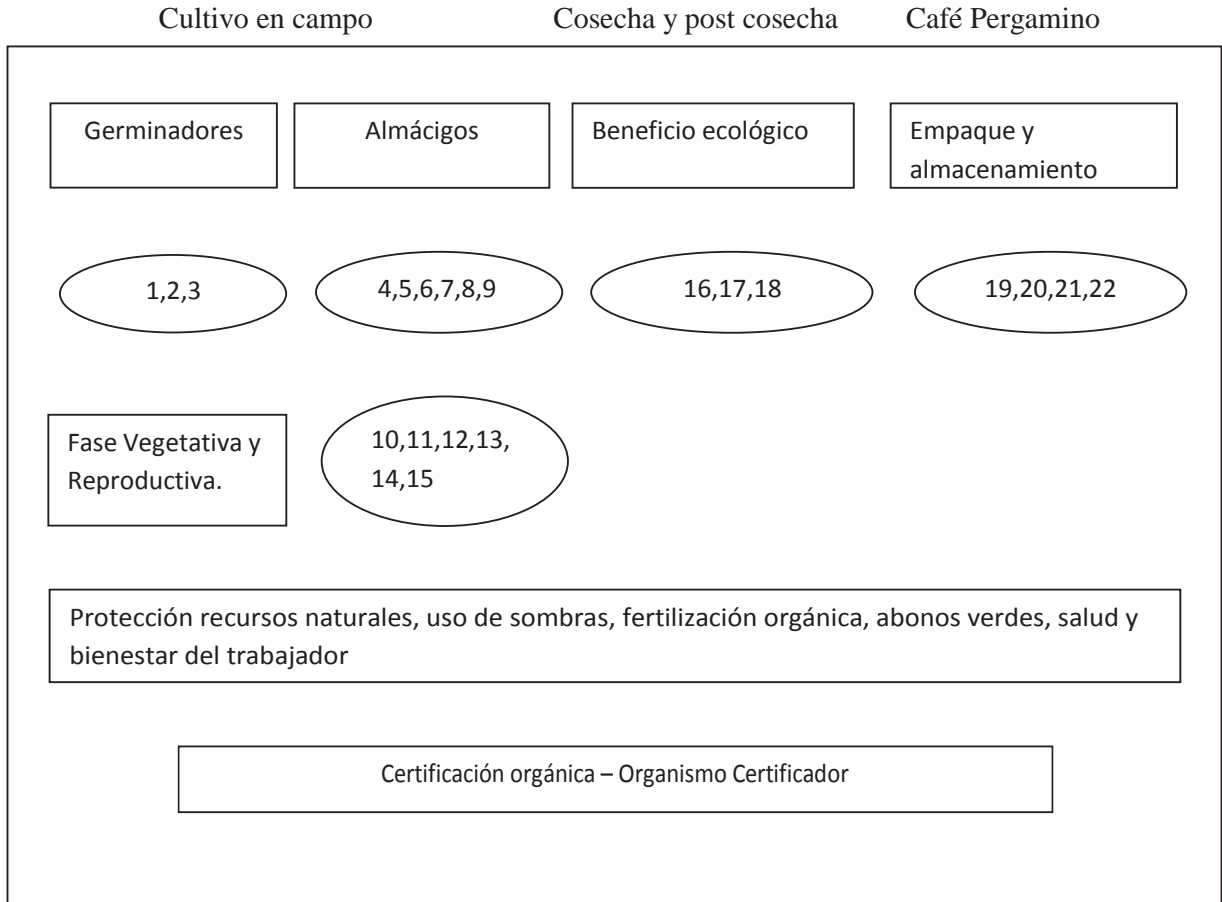 Cultivo en campo
Cosecha y post cosecha
Café Pergamino
Germinadores
Almácigos
Beneficio ecológico
Empaque y
almacenamiento
1,2,3
4,5,6,7,8,9
16,17,18
19,20,21,22
Fase Vegetativa y
Reproductiva.
10,11,12,13,
14,15
Protección recursos naturales, uso de sombras, fertilización orgánica, abonos verdes, salud y
bienestar del trabajador
Certificación orgánica – Organismo Certificador